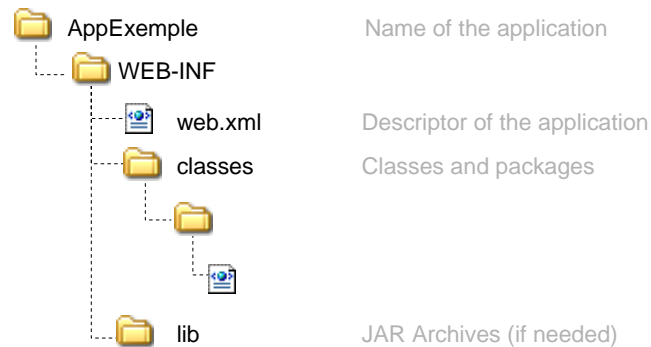 AppExemple Name of the application
WEB-INF
web.xml Descriptor of the application
classes Classes and packages
lib JAR Archives (if needed)